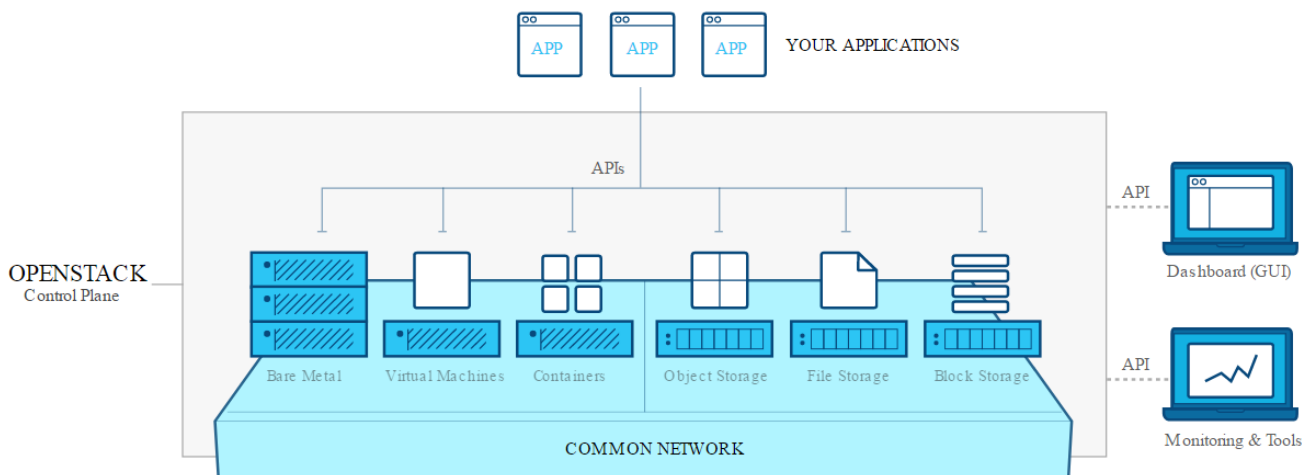 APP
APP
APP
YOUR APPLICATIONS
APIs
API
OPENSTACK
Control Plane
Dashboard (GUI)
Bare Metal
Virtual Machines
Containers
Object Storage
File Storage
Block Storage
API
COMMON NETWORK
Monitoring & Tools